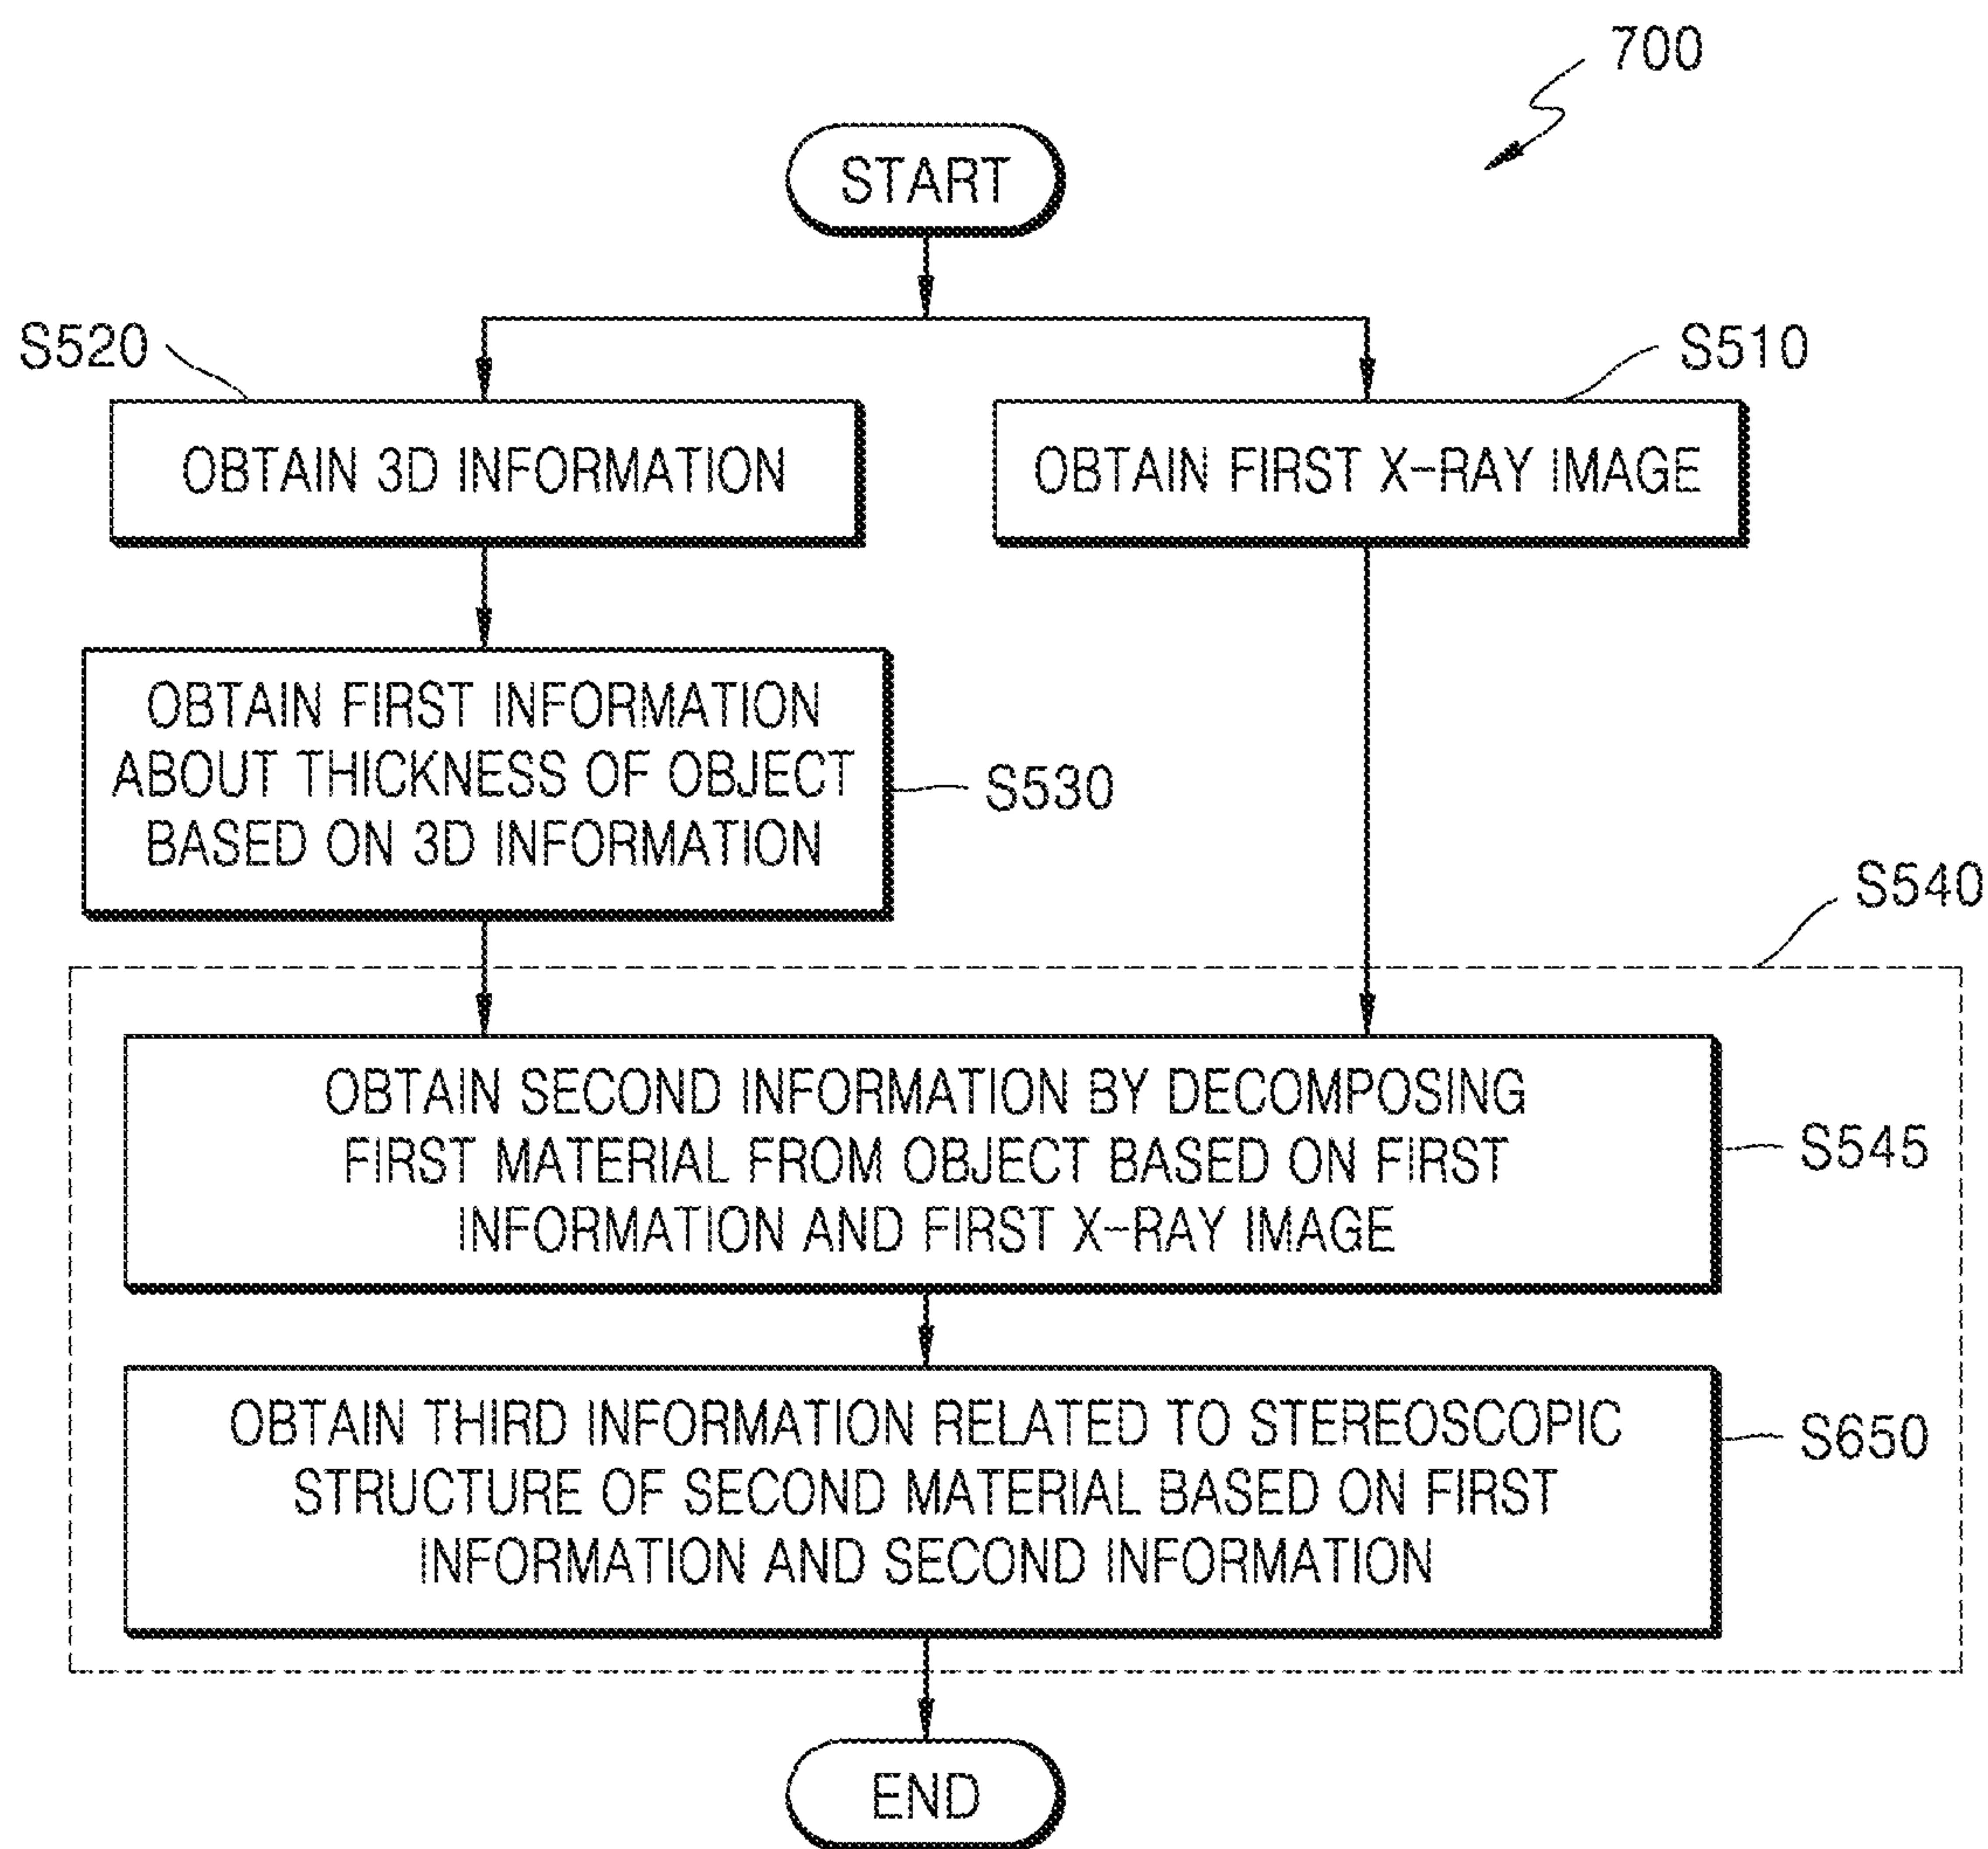 700
START
S520
S510
OBTAIN 3D INFORMATION
OBTAIN FIRST X-RAY IMAGE
OBTAIN FIRST INFORMATION
ABOUT THICKNESS OF OBJECT
BASED ON 3D INFORMATION
S530
S540
OBTAIN SECOND INFORMATION BY DECOMPOSING
FIRST MATERIAL FROM OBJECT BASED ON FIRST
INFORMATION AND FIRST X-RAY IMAGE
S545
OBTAIN THIRD INFORMATION RELATED TO STEREOSCOPIC
STRUCTURE OF SECOND MATERIAL BASED ON FIRST
INFORMATION AND SECOND INFORMATION
S650
END